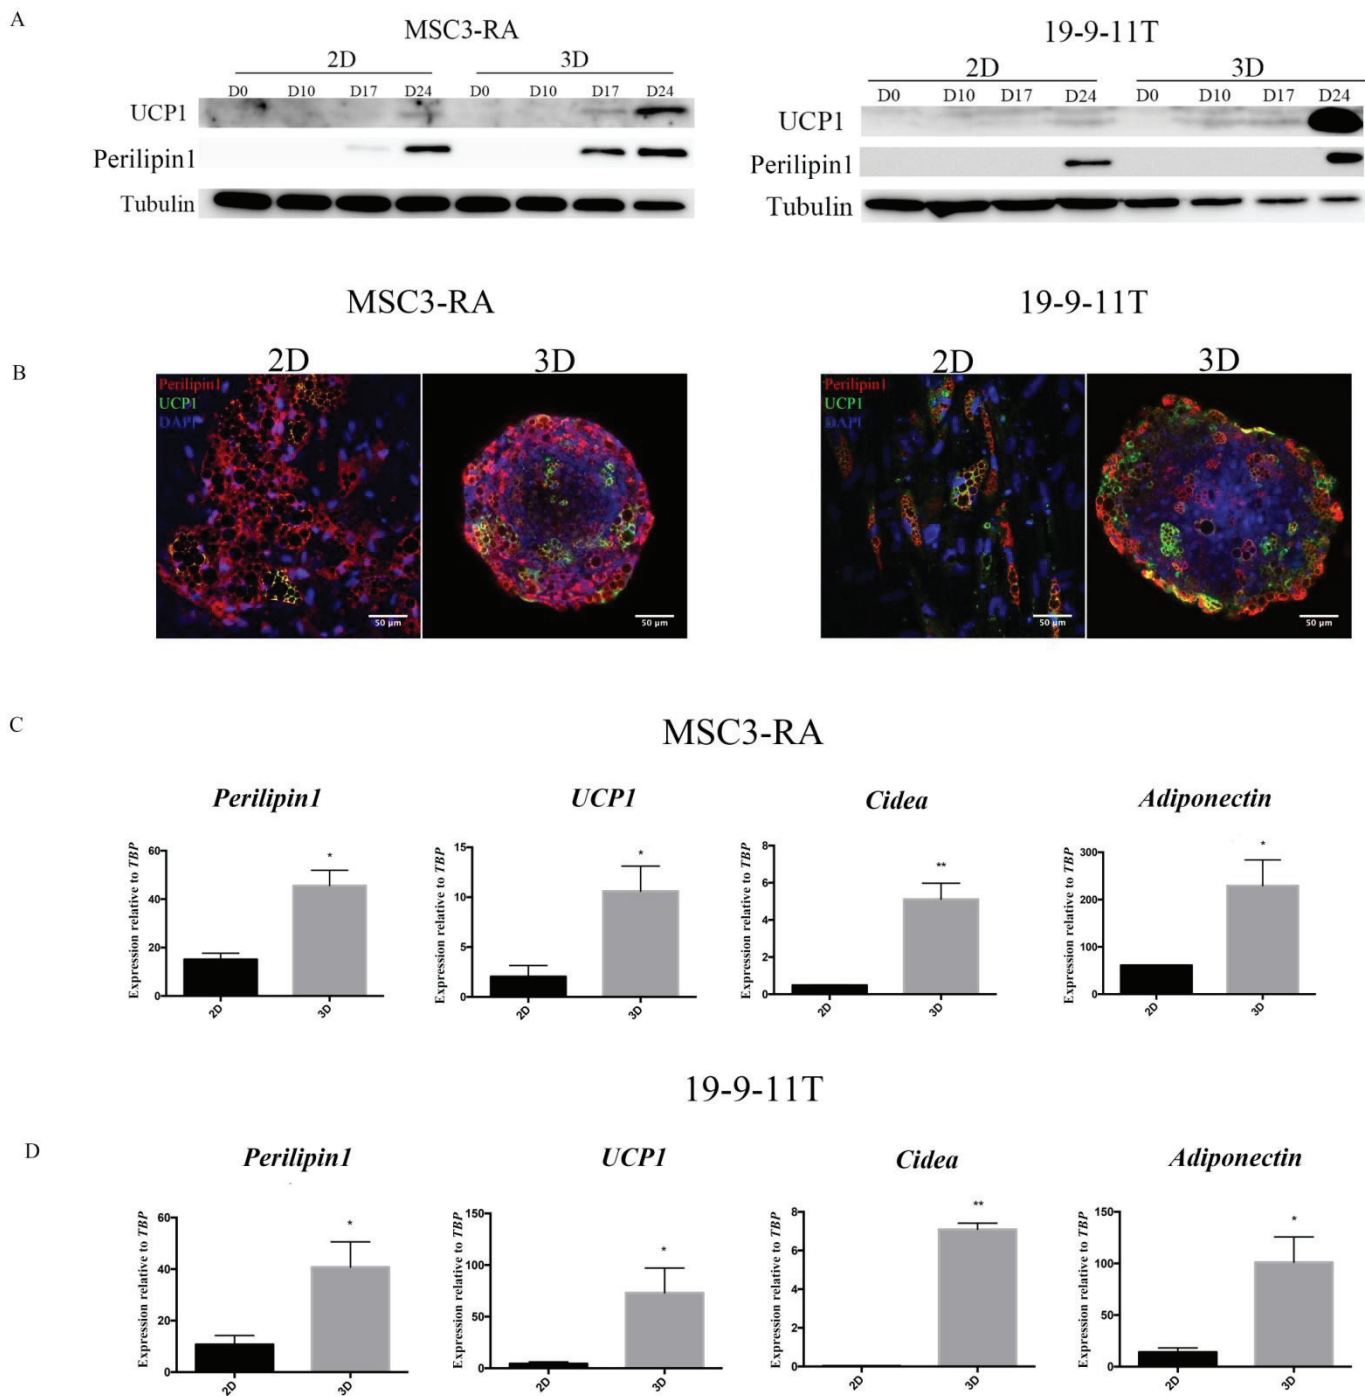 A
MSC3-RA
19-9-11T
2D 3D
2D 3D
D0 D10 D17 D24 D0 D10 D17 D24
D0 D10 D17 D24 D0 D10 D17 D24
UCP1
UCP1
Perilipin1
Perilipin1
Tubulin
Tubulin
MSC3-RA
19-9-11T
B
2D 3D
2D 3D
Perilipin1
UCP1
DAPI
50 µm
50 µm
Perilipin1
UCP1
DAPI
50 µm
50 µm
C
MSC3-RA
Perilipin1
Expression relative to TBP
60
40
20
0
*
2D 3D
UCP1
Expression relative to TBP
15
10
5
0
*
2D 3D
Cidea
Expression relative to TBP
8
6
4
2
0
**
2D 3D
Adiponectin
Expression relative to TBP
300
200
100
0
*
2D 3D
19-9-11T
D
Perilipin1
Expression relative to TBP
60
40
20
0
*
2D 3D
UCP1
Expression relative to TBP
150
100
50
0
*
2D 3D
Cidea
Expression relative to TBP
8
6
4
2
0
**
2D 3D
Adiponectin
Expression relative to TBP
150
100
50
0
*
2D 3D